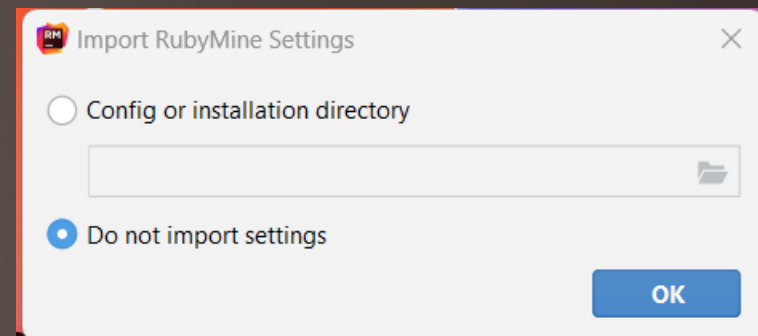 RM Import RubyMine Settings
Config or installation directory
Do not import settings
OK